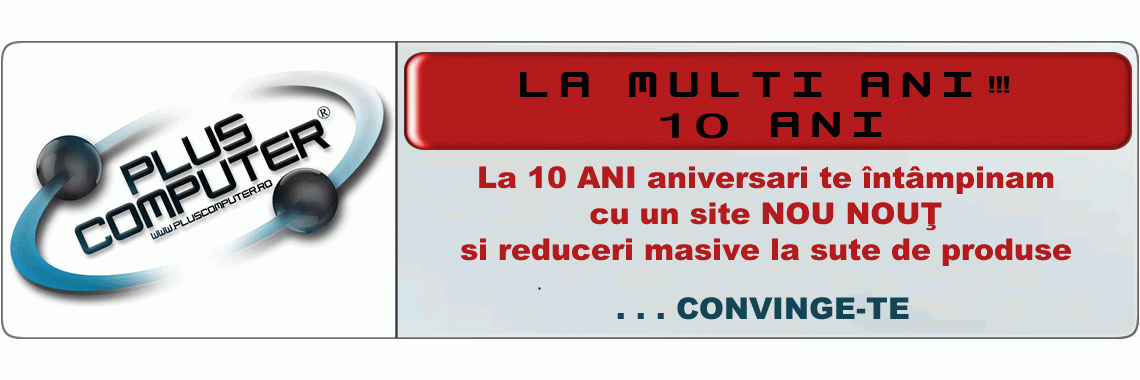 PLUS
COMPUTER®
WWW.PLUSCOMPUTER.RO
LA MULTI ANI!!!
10 ANI
La 10 ANI aniversari te întâmpinam
cu un site NOU NOUŢ
si reduceri masive la sute de produse
. . . CONVINGE-TE